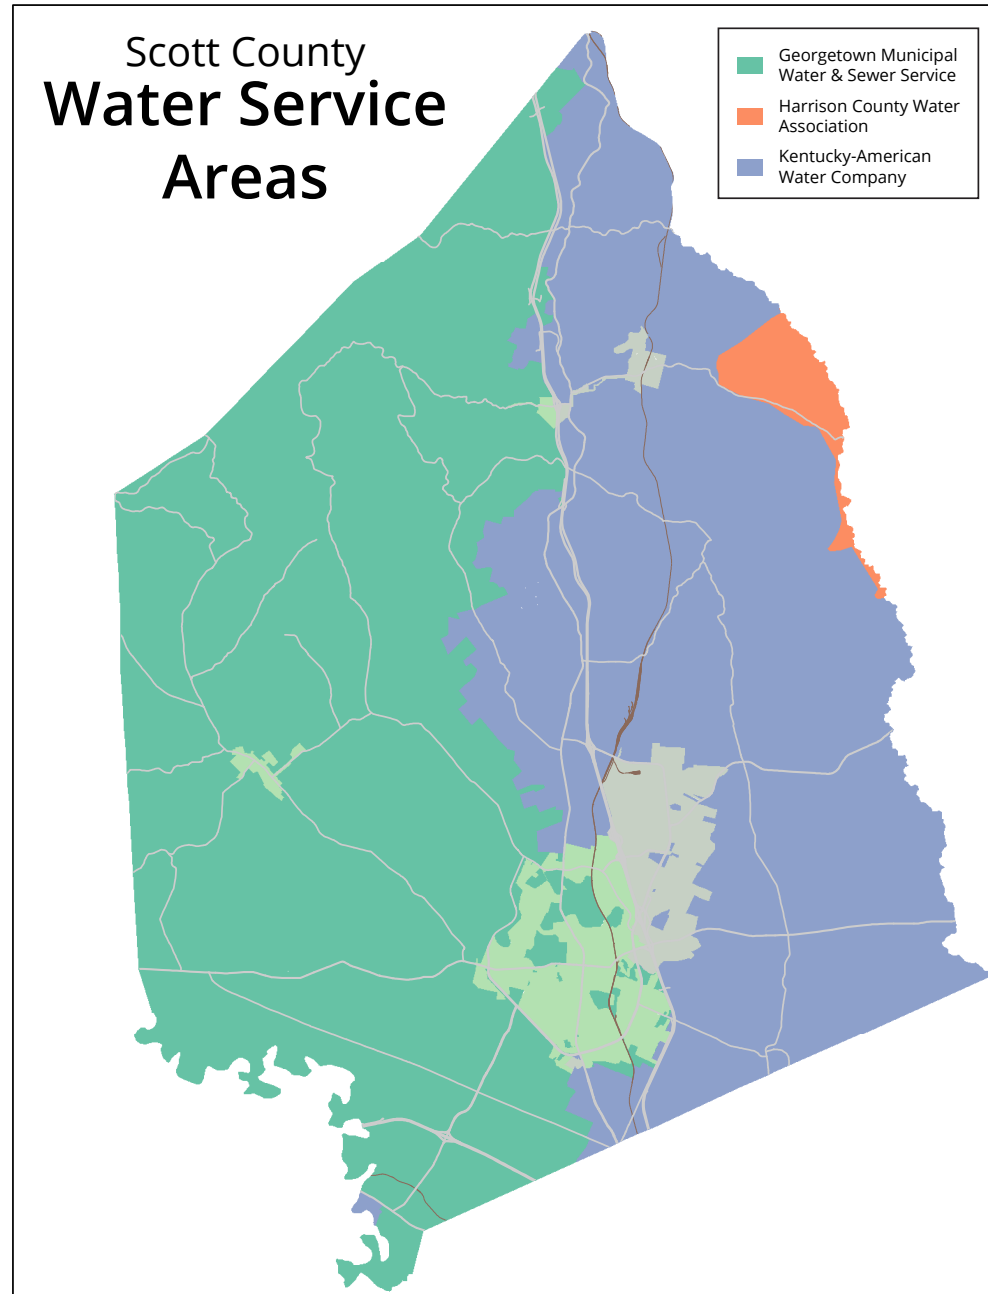 Scott County
Water Service
Areas
Georgetown Municipal
Water & Sewer Service
Harrison County Water
Association
Kentucky-American
Water Company